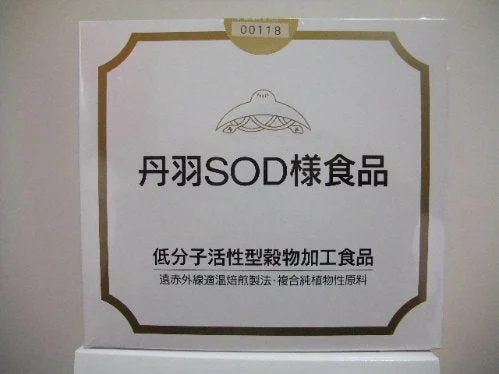 00118
丹羽SOD様食品
低分子活性型穀物加工食品
遠赤外線適温焙煎製法·複合純植物性原料